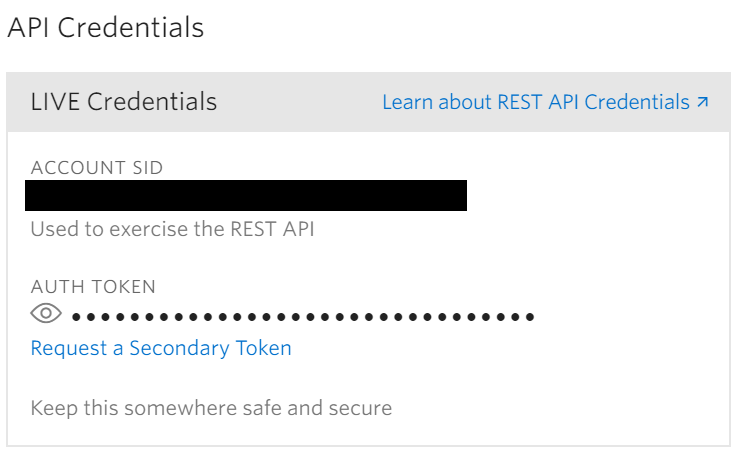 API Credentials
LIVE Credentials
Learn about REST API Credentials ↗
ACCOUNT SID
Used to exercise the REST API
AUTH TOKEN
••••••••••••••••••••••••••••••••
Request a Secondary Token
Keep this somewhere safe and secure